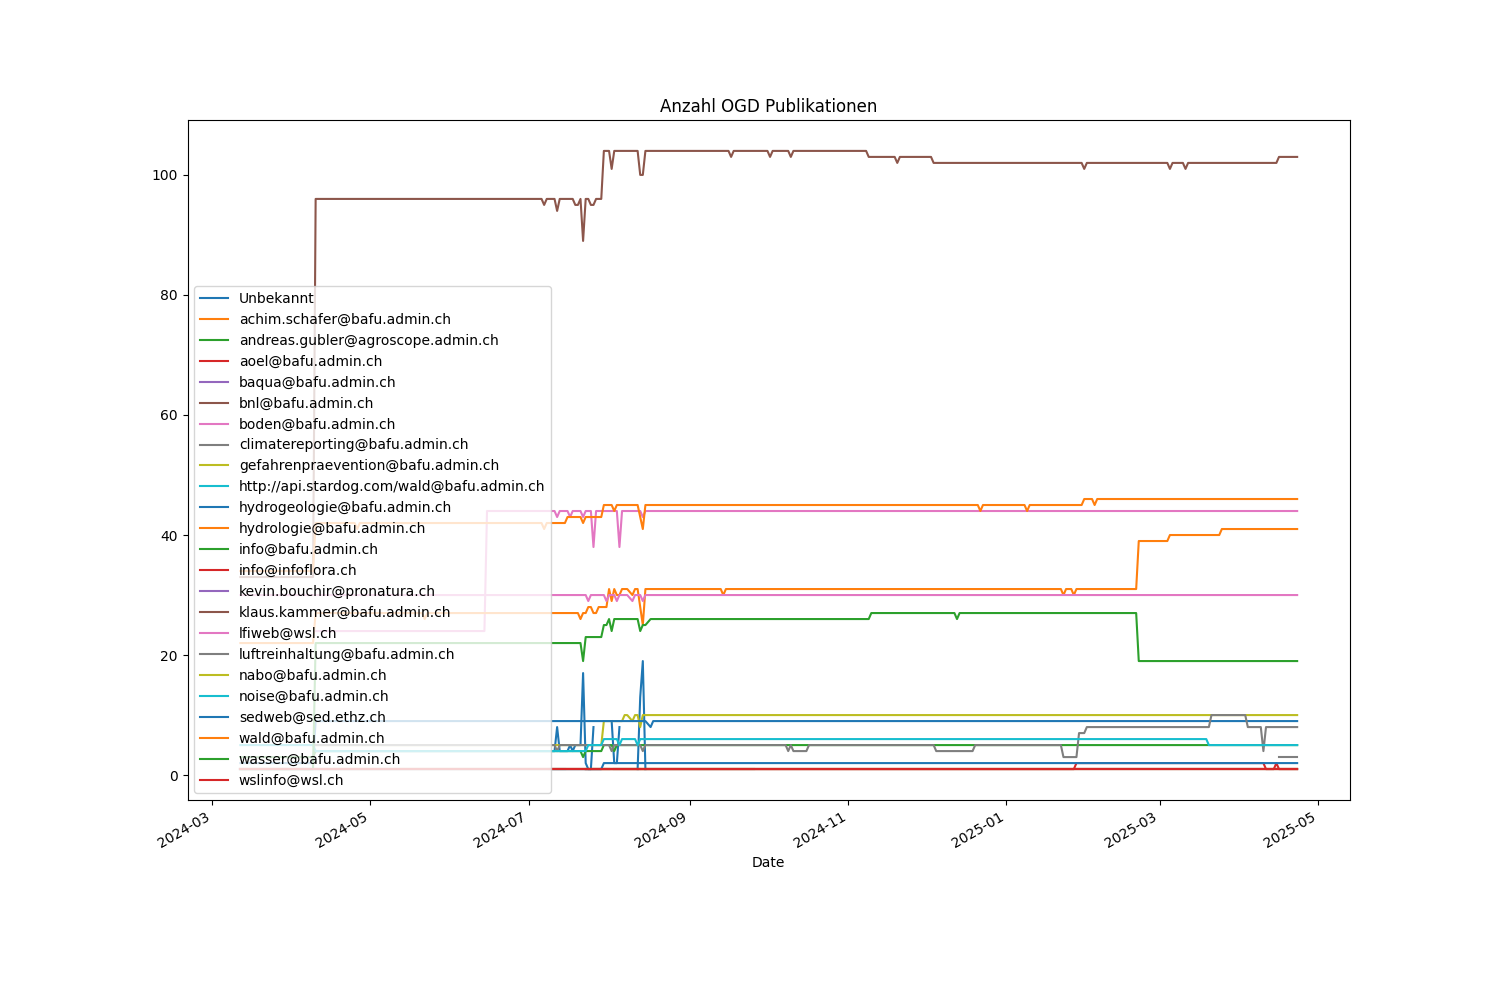 Anzahl OGD Publikationen
100
80
60
40
20
0
Unbekannt
achim.schafer@bafu.admin.ch
andreas.gubler@agroscope.admin.ch
aoel@bafu.admin.ch
baqua@bafu.admin.ch
bnl@bafu.admin.ch
boden@bafu.admin.ch
climatereporting@bafu.admin.ch
gefahrenpraevention@bafu.admin.ch
http://api.stardog.com/wald@bafu.admin.ch
hydrogeologie@bafu.admin.ch
hydrologie@bafu.admin.ch
info@bafu.admin.ch
info@infoflora.ch
kevin.bouchir@pronatura.ch
klaus.kammer@bafu.admin.ch
lfiweb@wsl.ch
luftreinhaltung@bafu.admin.ch
nabo@bafu.admin.ch
noise@bafu.admin.ch
sedweb@sed.ethz.ch
wald@bafu.admin.ch
wasser@bafu.admin.ch
wslinfo@wsl.ch
2024-03
2024-05
2024-07
2024-09
2024-11
2025-01
2025-03
2025-05
Date